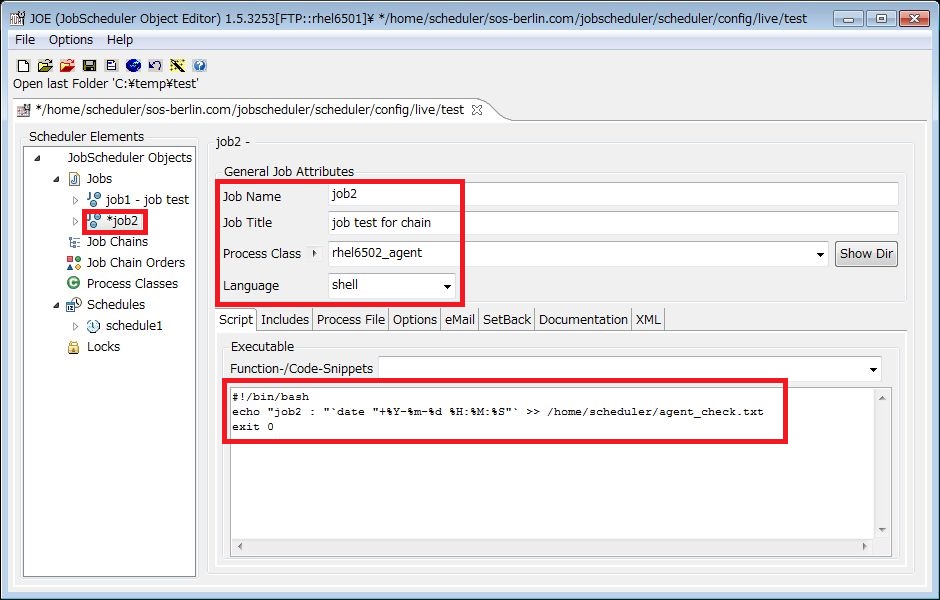 JOE (JobScheduler Object Editor) 1.5.3253[FTP::rhel6501]¥ */home/scheduler/sos-berlin.com/jobscheduler/scheduler/config/live/test
File Options Help
Open last Folder 'C:¥temp¥test'
*/home/scheduler/sos-berlin.com/jobscheduler/scheduler/config/live/test
Scheduler Elements
JobScheduler Objects
Jobs
job1 - job test
*job2
Job Chains
Job Chain Orders
Process Classes
Schedules
schedule1
Locks
job2 -
General Job Attributes
Job Name job2
Job Title job test for chain
Process Class rhel6502_agent Show Dir
Language shell
Script Includes Process File Options eMail SetBack Documentation XML
Executable
Function-/Code-Snippets
#!/bin/bash
echo "job2 : "`date "+%Y-%m-%d %H:%M:%S"` >> /home/scheduler/agent_check.txt
exit 0